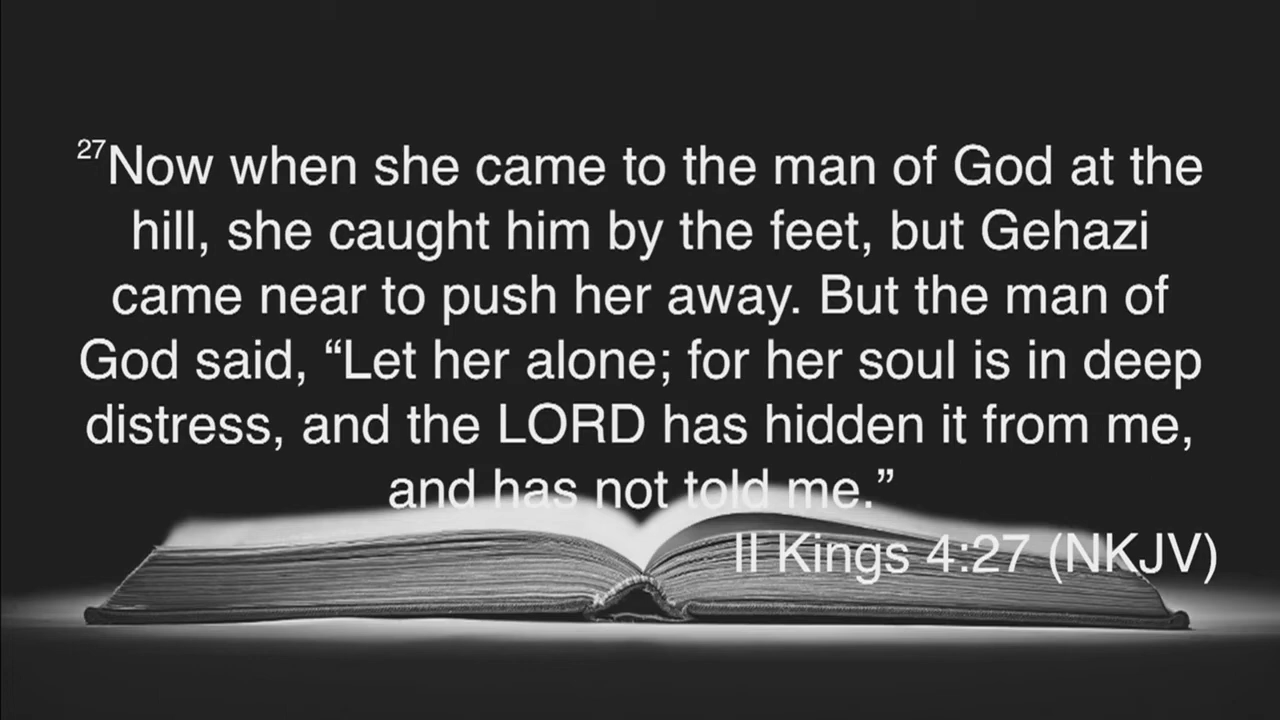 27Now when she came to the man of God at the
hill, she caught him by the feet, but Gehazi
came near to push her away. But the man of
God said, “Let her alone; for her soul is in deep
distress, and the LORD has hidden it from me,
and has not told me.”
II Kings 4:27 (NKJV)